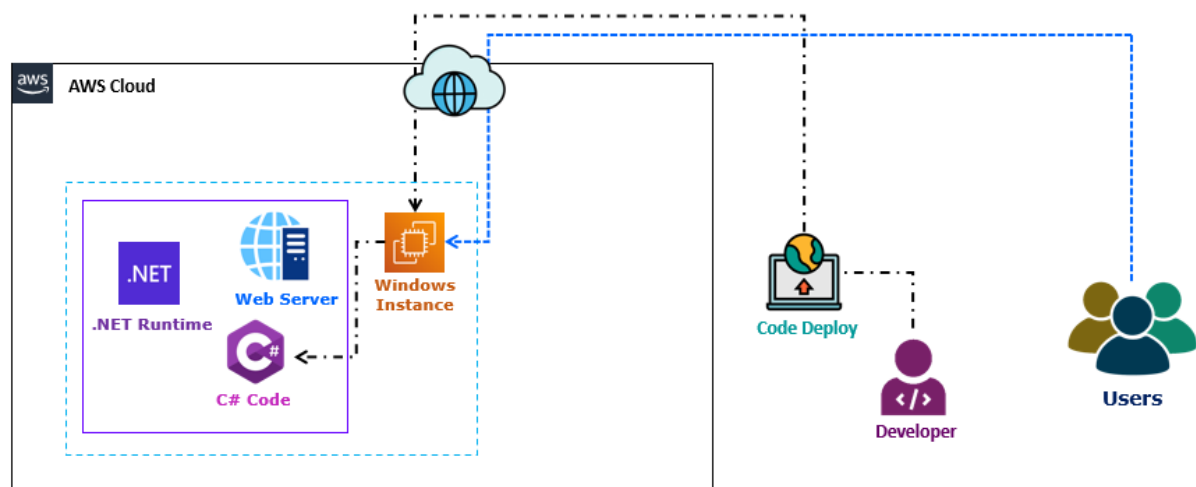 aws
AWS Cloud
.NET
Web Server
.NET Runtime
Windows
Instance
C#
C# Code
Code Deploy
</>
Developer
Users